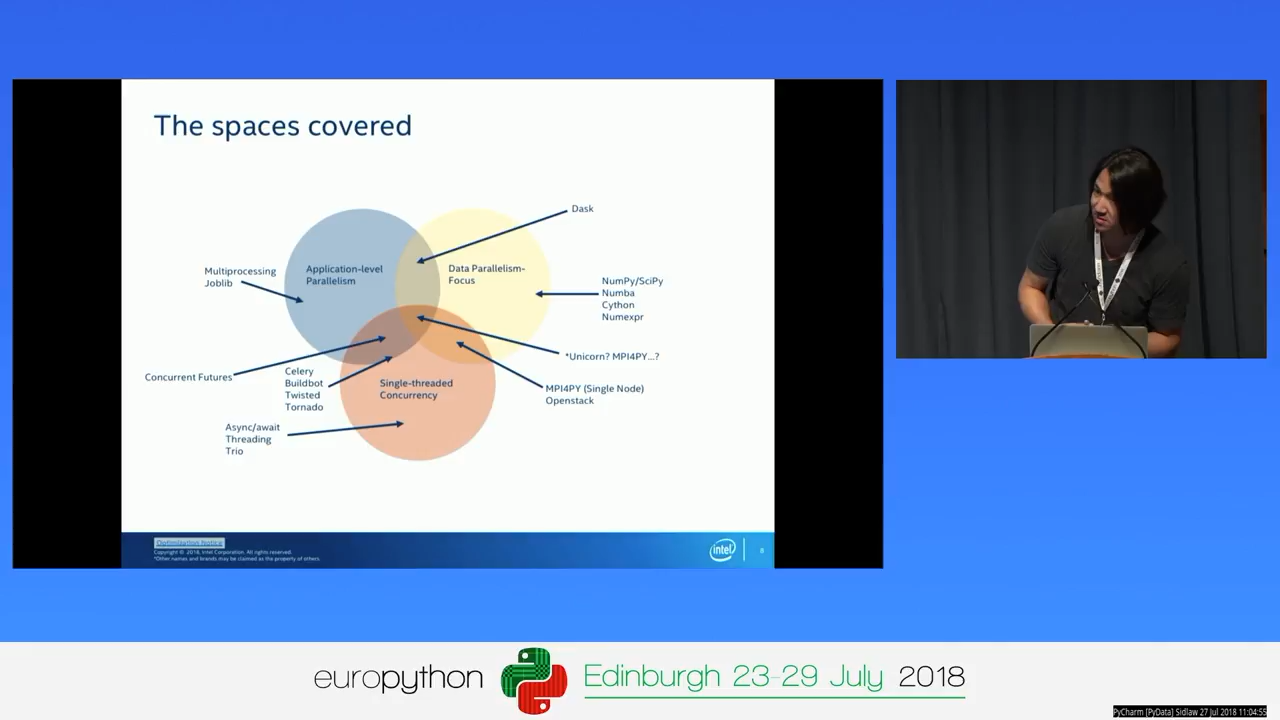 The spaces covered
Dask
Application-level
Parallelism
Data Parallelism-
Focus
Multiprocessing
Joblib
NumPy/SciPy
Numba
Cython
Numexpr
*Unicorn? MPI4PY...?
Concurrent Futures
Celery
Buildbot
Twisted
Tornado
Single-threaded
Concurrency
MPI4PY (Single Node)
Openstack
Async/await
Threading
Trio
Optimization Notice
Copyright © 2018, Intel Corporation. All rights reserved.
*Other names and brands may be claimed as the property of others.
intel
8
europython Edinburgh 23-29 July 2018
PyCharm [PyData] Sidlaw 27 Jul 2018 11:04:55